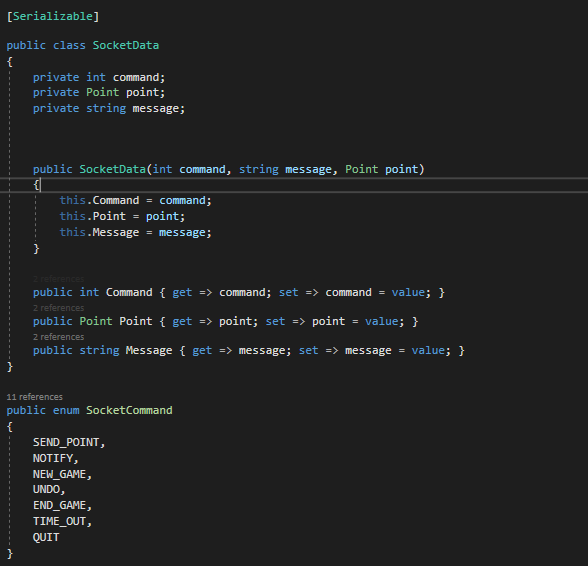 [Serializable]
public class SocketData
{
private int command;
private Point point;
private string message;
public SocketData(int command, string message, Point point)
{
this.Command = command;
this.Point = point;
this.Message = message;
}
references
public int Command { get => command; set => command = value; }
2 references
public Point Point { get => point; set => point = value; }
2 references
public string Message { get => message; set => message = value; }
}
11 references
public enum SocketCommand
{
SEND_POINT,
NOTIFY,
NEW_GAME,
UNDO,
END_GAME,
TIME_OUT,
QUIT
}